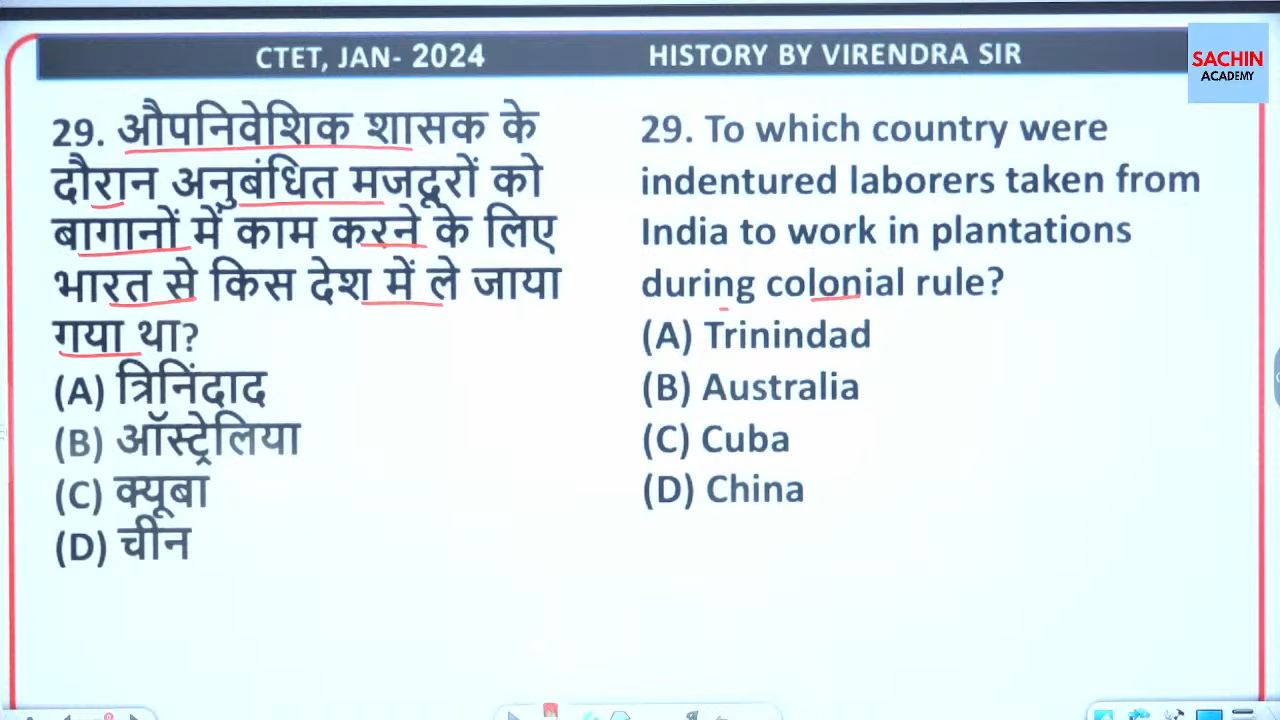 CTET, JAN- 2024
HISTORY BY VIRENDRA SIR
SACHIN
ACADEMY
29. औपनिवेशिक शासक के
दौरान अनुबंधित मजदूरों को
बागानों में काम करने के लिए
भारत से किस देश में ले जाया
गया था?
(A) त्रिनिंदाद
(B) ऑस्ट्रेलिया
(C) क्यूबा
(D) चीन
29. To which country were
indentured laborers taken from
India to work in plantations
during colonial rule?
(A) Trinindad
(B) Australia
(C) Cuba
(D) China